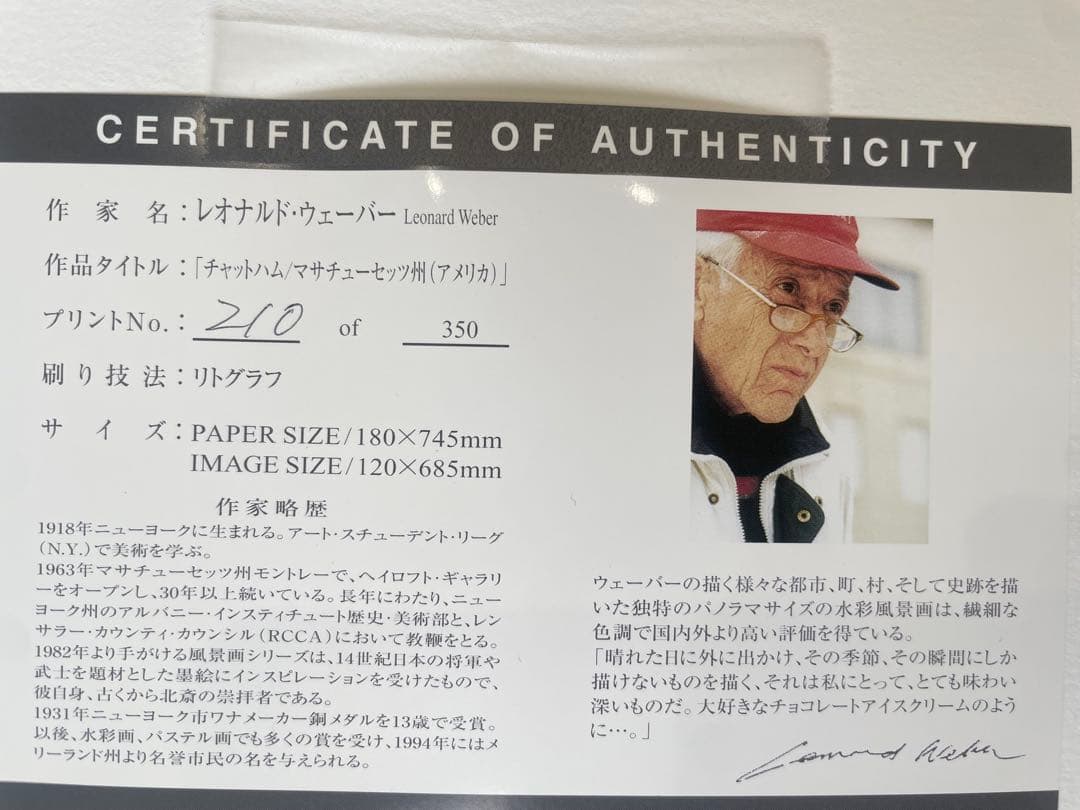 CERTIFICATE OF AUTHENTICITY
作家名：レオナルド・ウェーバー Leonard Weber
作品タイトル：「チャットハム/マサチューセッツ州（アメリカ）」
プリントNo.：210 of 350
刷り技法：リトグラフ
サイズ：PAPER SIZE/180×745mm
IMAGE SIZE/120×685mm
作家略歴
1918年ニューヨークに生まれる。アート・スチューデント・リーグ
(N.Y.)で美術を学ぶ。
1963年マサチューセッツ州モントレーで、ヘイロフト・ギャラリ
ーをオープンし、30年以上続いている。長年にわたり、ニュー
ヨーク州のアルバニー・インスティチュート歴史・美術部と、レン
サラー・カウンティ・カウンシル(RCCA)において教鞭をとる。
1982年より手がける風景画シリーズは、14世紀日本の将軍や
武士を題材とした墨絵にインスピレーションを受けたもので、
彼自身、古くから北斎の崇拝者である。
1931年ニューヨーク市ワナメーカー銅メダルを13歳で受賞。
以後、水彩画、パステル画でも多くの賞を受け、1994年にはメ
リーランド州より名誉市民の名を与えられる。
ウェーバーの描く様々な都市、町、村、そして史跡を描
いた独特のパノラマサイズの水彩風景画は、繊細な
色調で国内外より高い評価を得ている。
「晴れた日に外に出かけ、その季節、その瞬間にしか
描けないものを描く、それは私にとって、とても味わい
深いものだ。大好きなチョコレートアイスクリームのよう
に…。」
Leonard Weber